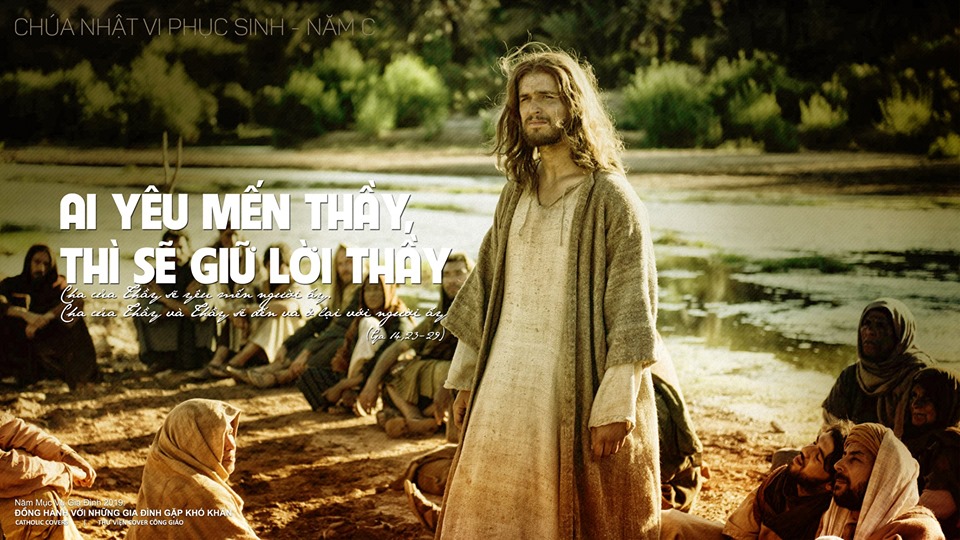 CHÚA NHẬT VI PHỤC SINH - NĂM C
AI YÊU MẾN THẦY,
THÌ SẼ GIỮ LỜI THẦY
Cha của Thầy sẽ yêu mến người ấy.
Cha của Thầy và Thầy sẽ đến và ở lại với người ấy
(Ga 14,23-29)
Năm Mục Vụ Gia Đình 2019
ĐỒNG HÀNH VỚI NHỮNG GIA ĐÌNH GẶP KHÓ KHĂN
CATHOLIC COVERS THƯ VIỆN COVER CÔNG GIÁO